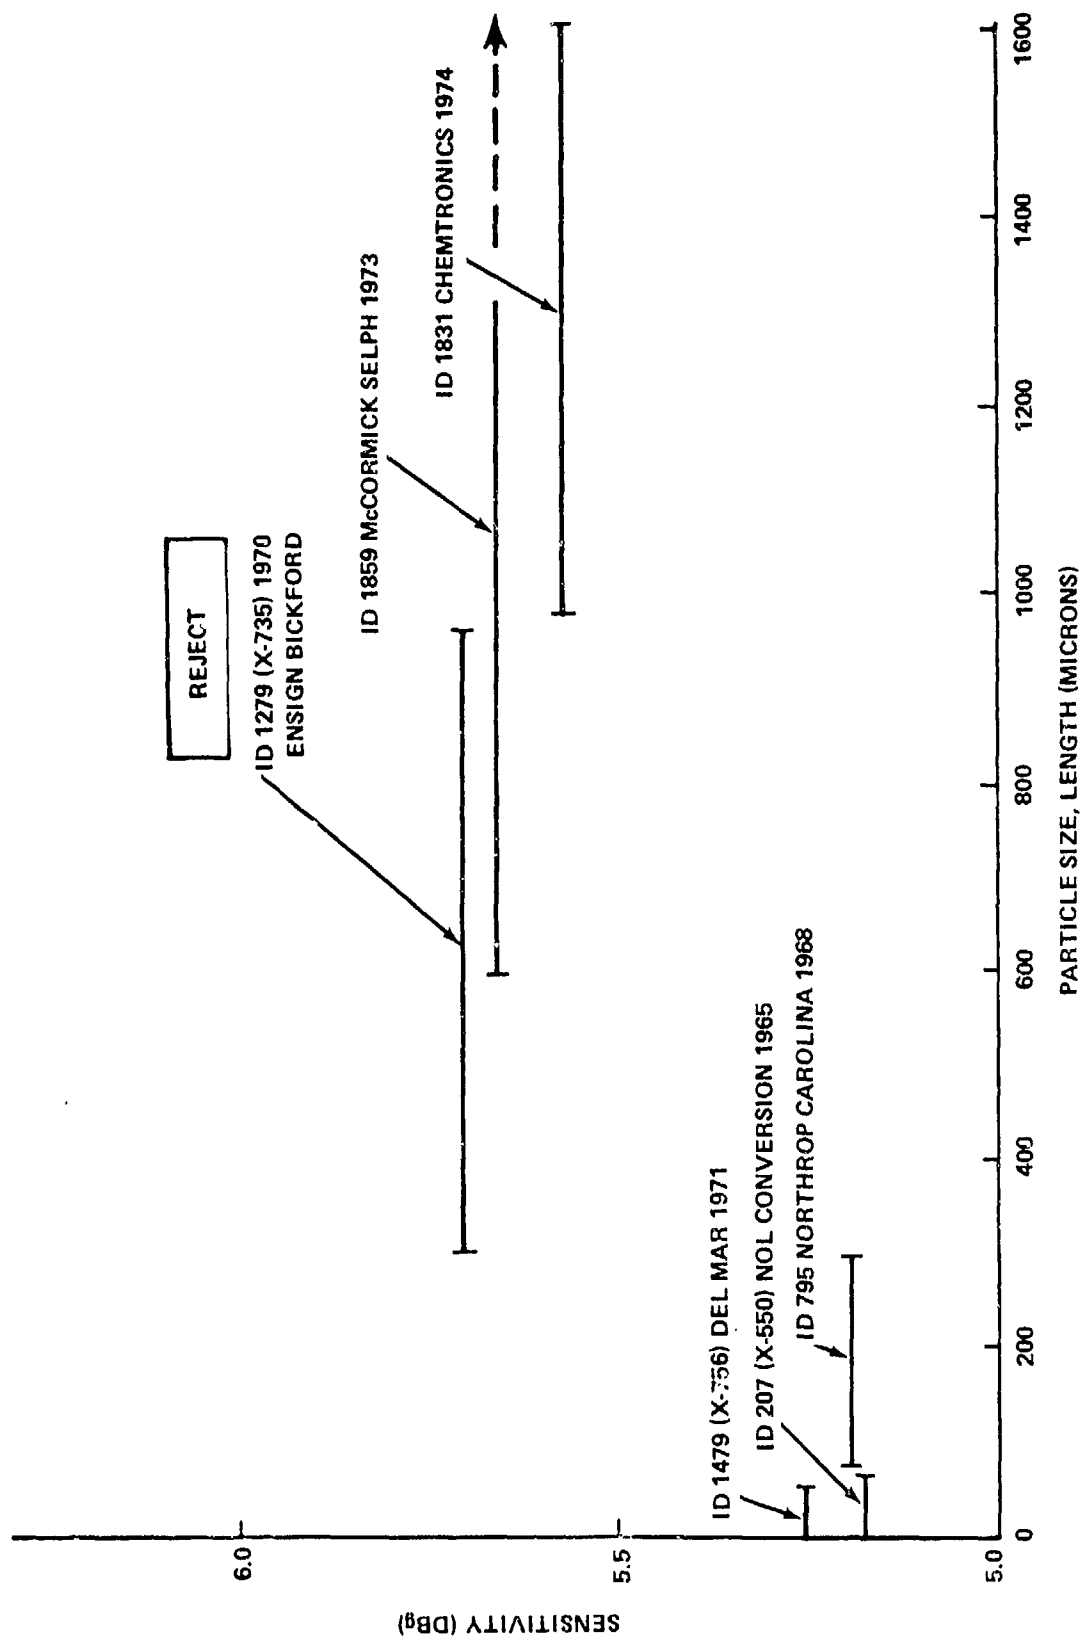 REJECT
ID 1279 (X-735) 1970
ENSIGN BICKFORD
ID 1859 McCORMICK SELPH 1973
ID 1831 CHEMTRONICS 1974
ID 1479 (X-756) DEL MAR 1971
ID 207 (X-550) NOL CONVERSION 1965
ID 795 NORTHROP CAROLINA 1968
SENSITIVITY (DBg)
6.0
5.5
5.0
0
200
400
600
800
1000
1200
1400
1600
PARTICLE SIZE, LENGTH (MICRONS)